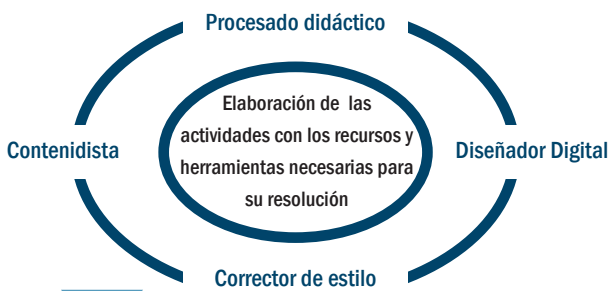 Procesado didáctico
Elaboración de las
actividades con los recursos y
herramientas necesarias para
su resolución
Contenidista
Diseñador Digital
Corrector de estilo